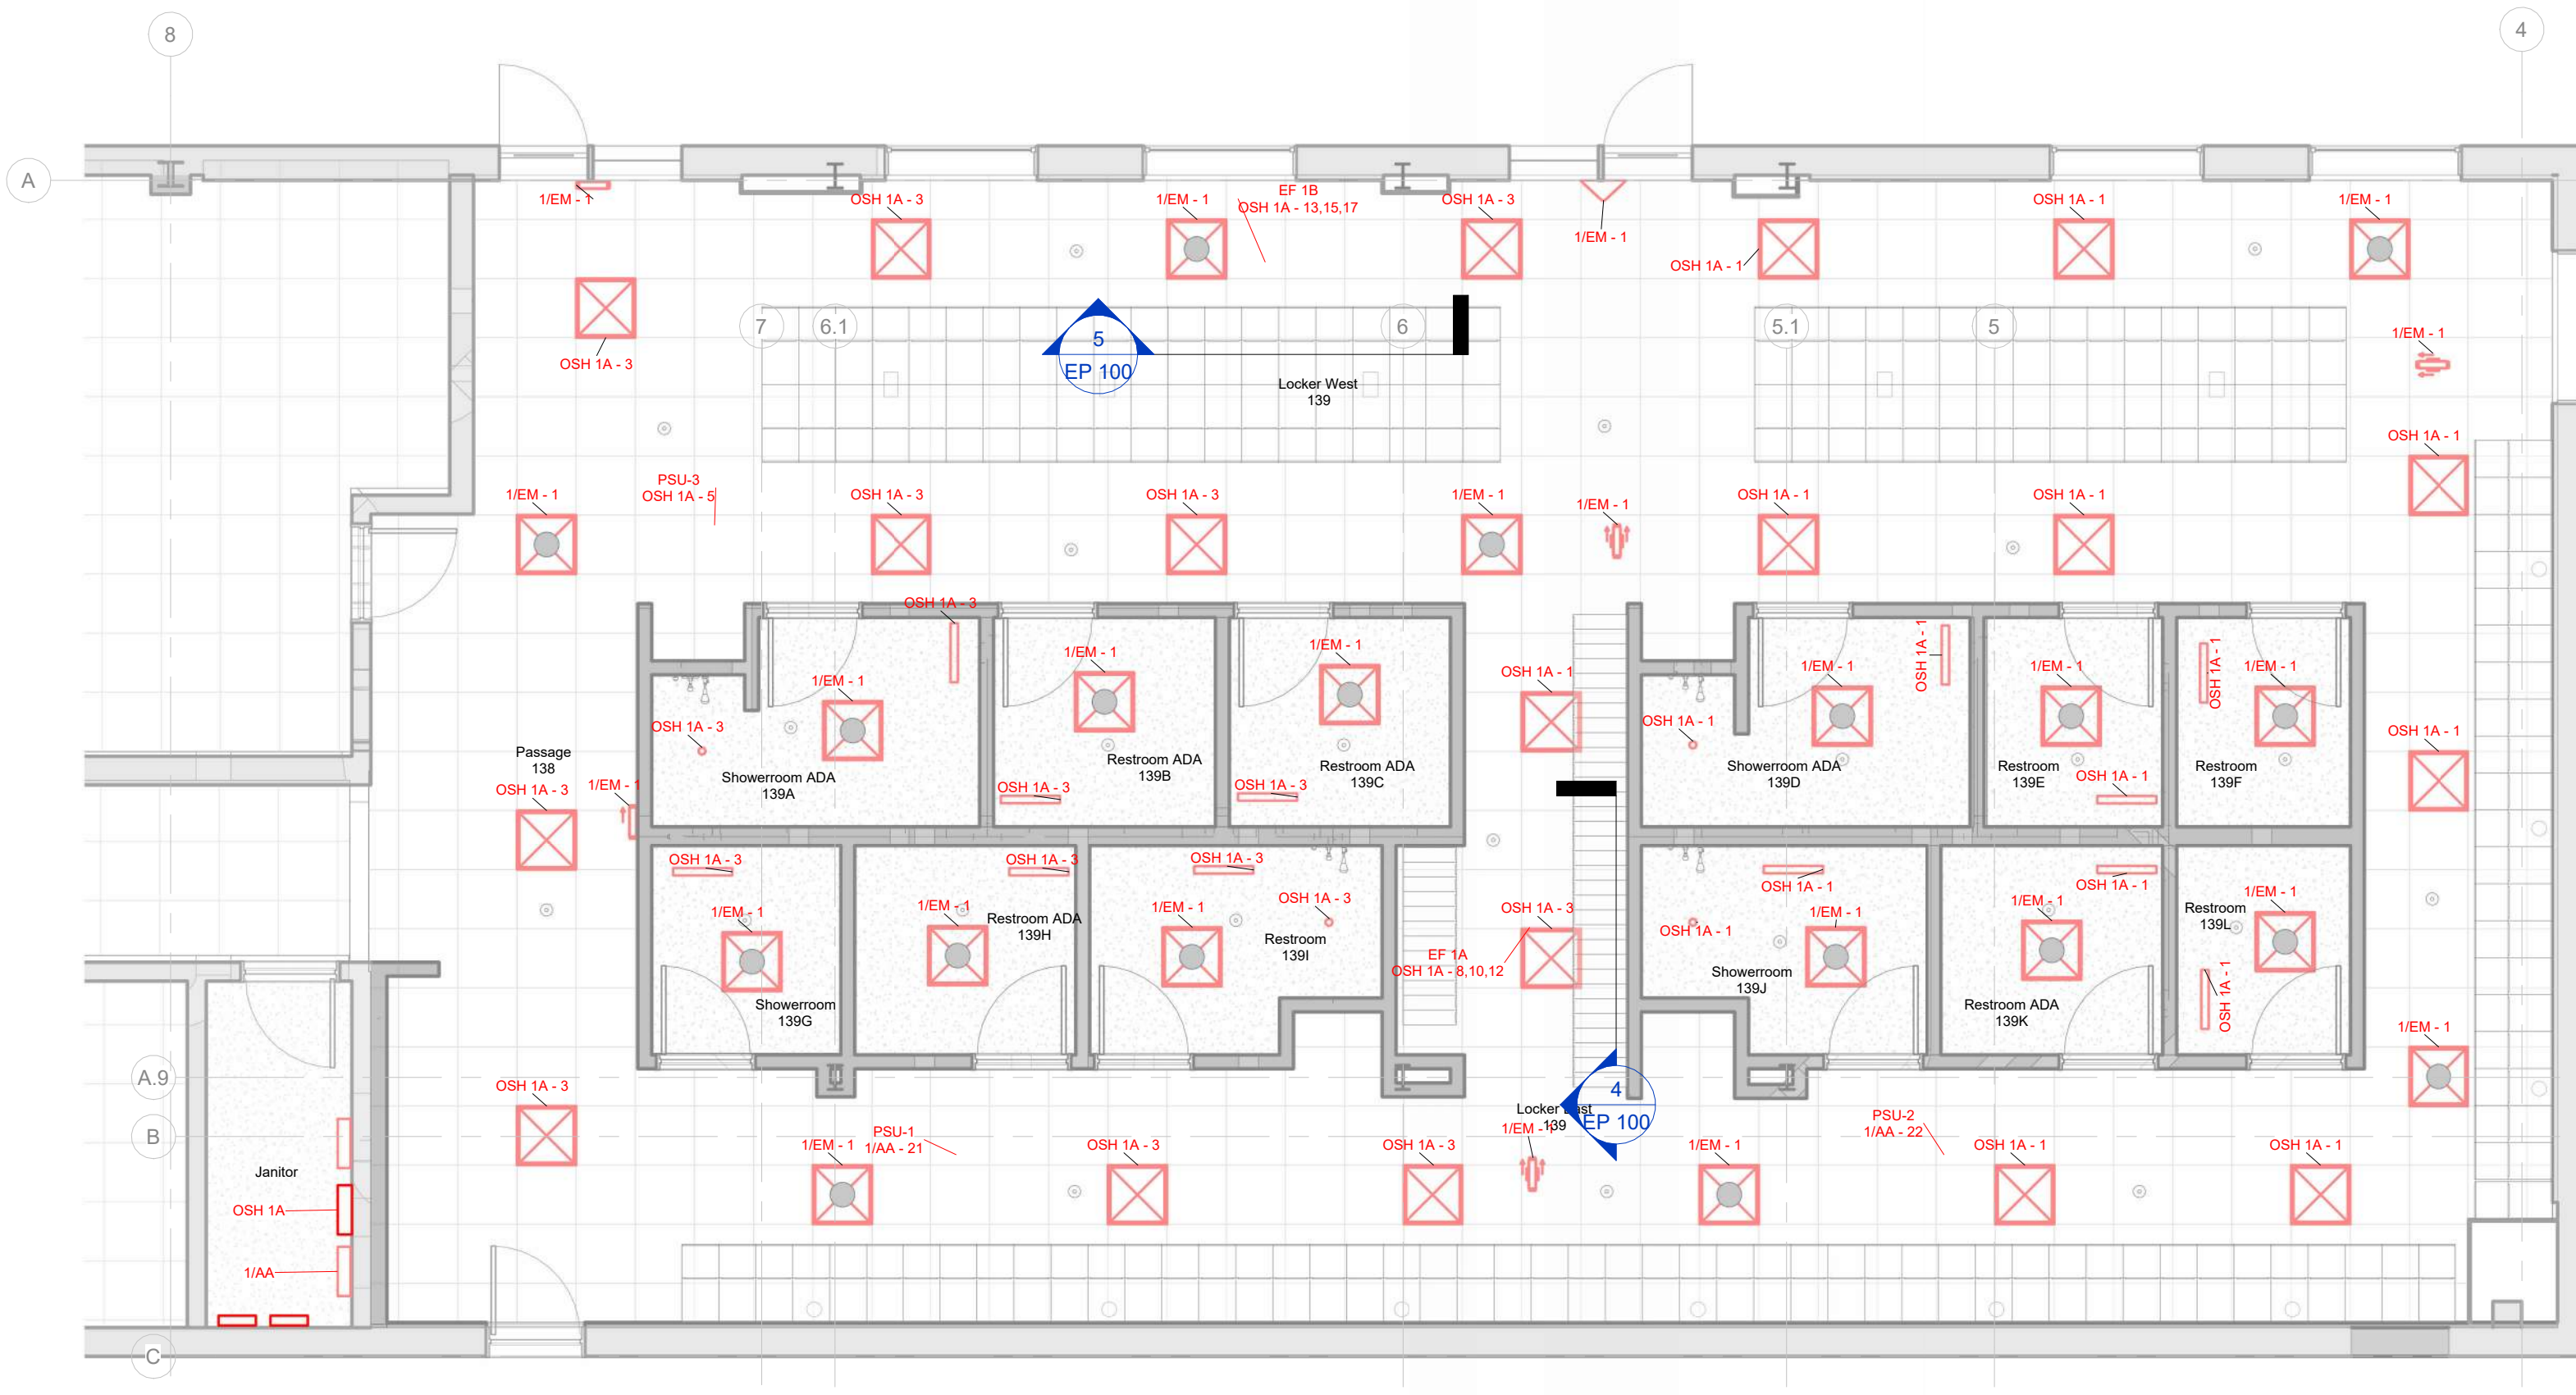 8
4
A
1/EM - 1
OSH 1A - 3
1/EM - 1
EF 1B
OSH 1A - 13,15,17
OSH 1A - 3
1/EM - 1
OSH 1A - 1
OSH 1A - 1
1/EM - 1
OSH 1A - 3
7
6.1
5
EP 100
6
5.1
5
1/EM - 1
Locker West
139
OSH 1A - 1
PSU-3
OSH 1A - 5
1/EM - 1
OSH 1A - 3
OSH 1A - 3
1/EM - 1
1/EM - 1
OSH 1A - 1
OSH 1A - 1
OSH 1A - 3
1/EM - 1
1/EM - 1
1/EM - 1
OSH 1A - 1
OSH 1A - 1
1/EM - 1
1/EM - 1
OSH 1A - 1
1/EM - 1
OSH 1A - 3
OSH 1A - 1
OSH 1A - 1
Passage
138
Showerroom ADA
139A
Restroom ADA
139B
Restroom ADA
139C
Showerroom ADA
139D
Restroom
139E
Restroom
139F
OSH 1A - 3
1/EM - 1
OSH 1A - 3
OSH 1A - 3
OSH 1A - 1
OSH 1A - 3
OSH 1A - 3
OSH 1A - 3
OSH 1A - 1
OSH 1A - 1
1/EM - 1
1/EM - 1
1/EM - 1
OSH 1A - 3
OSH 1A - 3
1/EM - 1
1/EM - 1
1/EM - 1
Restroom ADA
139H
Restroom
139I
OSH 1A - 1
Restroom
139L
EF 1A
OSH 1A - 8,10,12
Showerroom
139J
Showerroom
139G
Restroom ADA
139K
OSH 1A - 1
1/EM - 1
A.9
OSH 1A - 3
4
EP 100
Locker East
139
1/EM - 1
B
1/EM - 1
PSU-1
1/AA - 21
OSH 1A - 3
OSH 1A - 3
1/EM - 1
PSU-2
1/AA - 22
OSH 1A - 1
OSH 1A - 1
Janitor
OSH 1A
1/AA
C